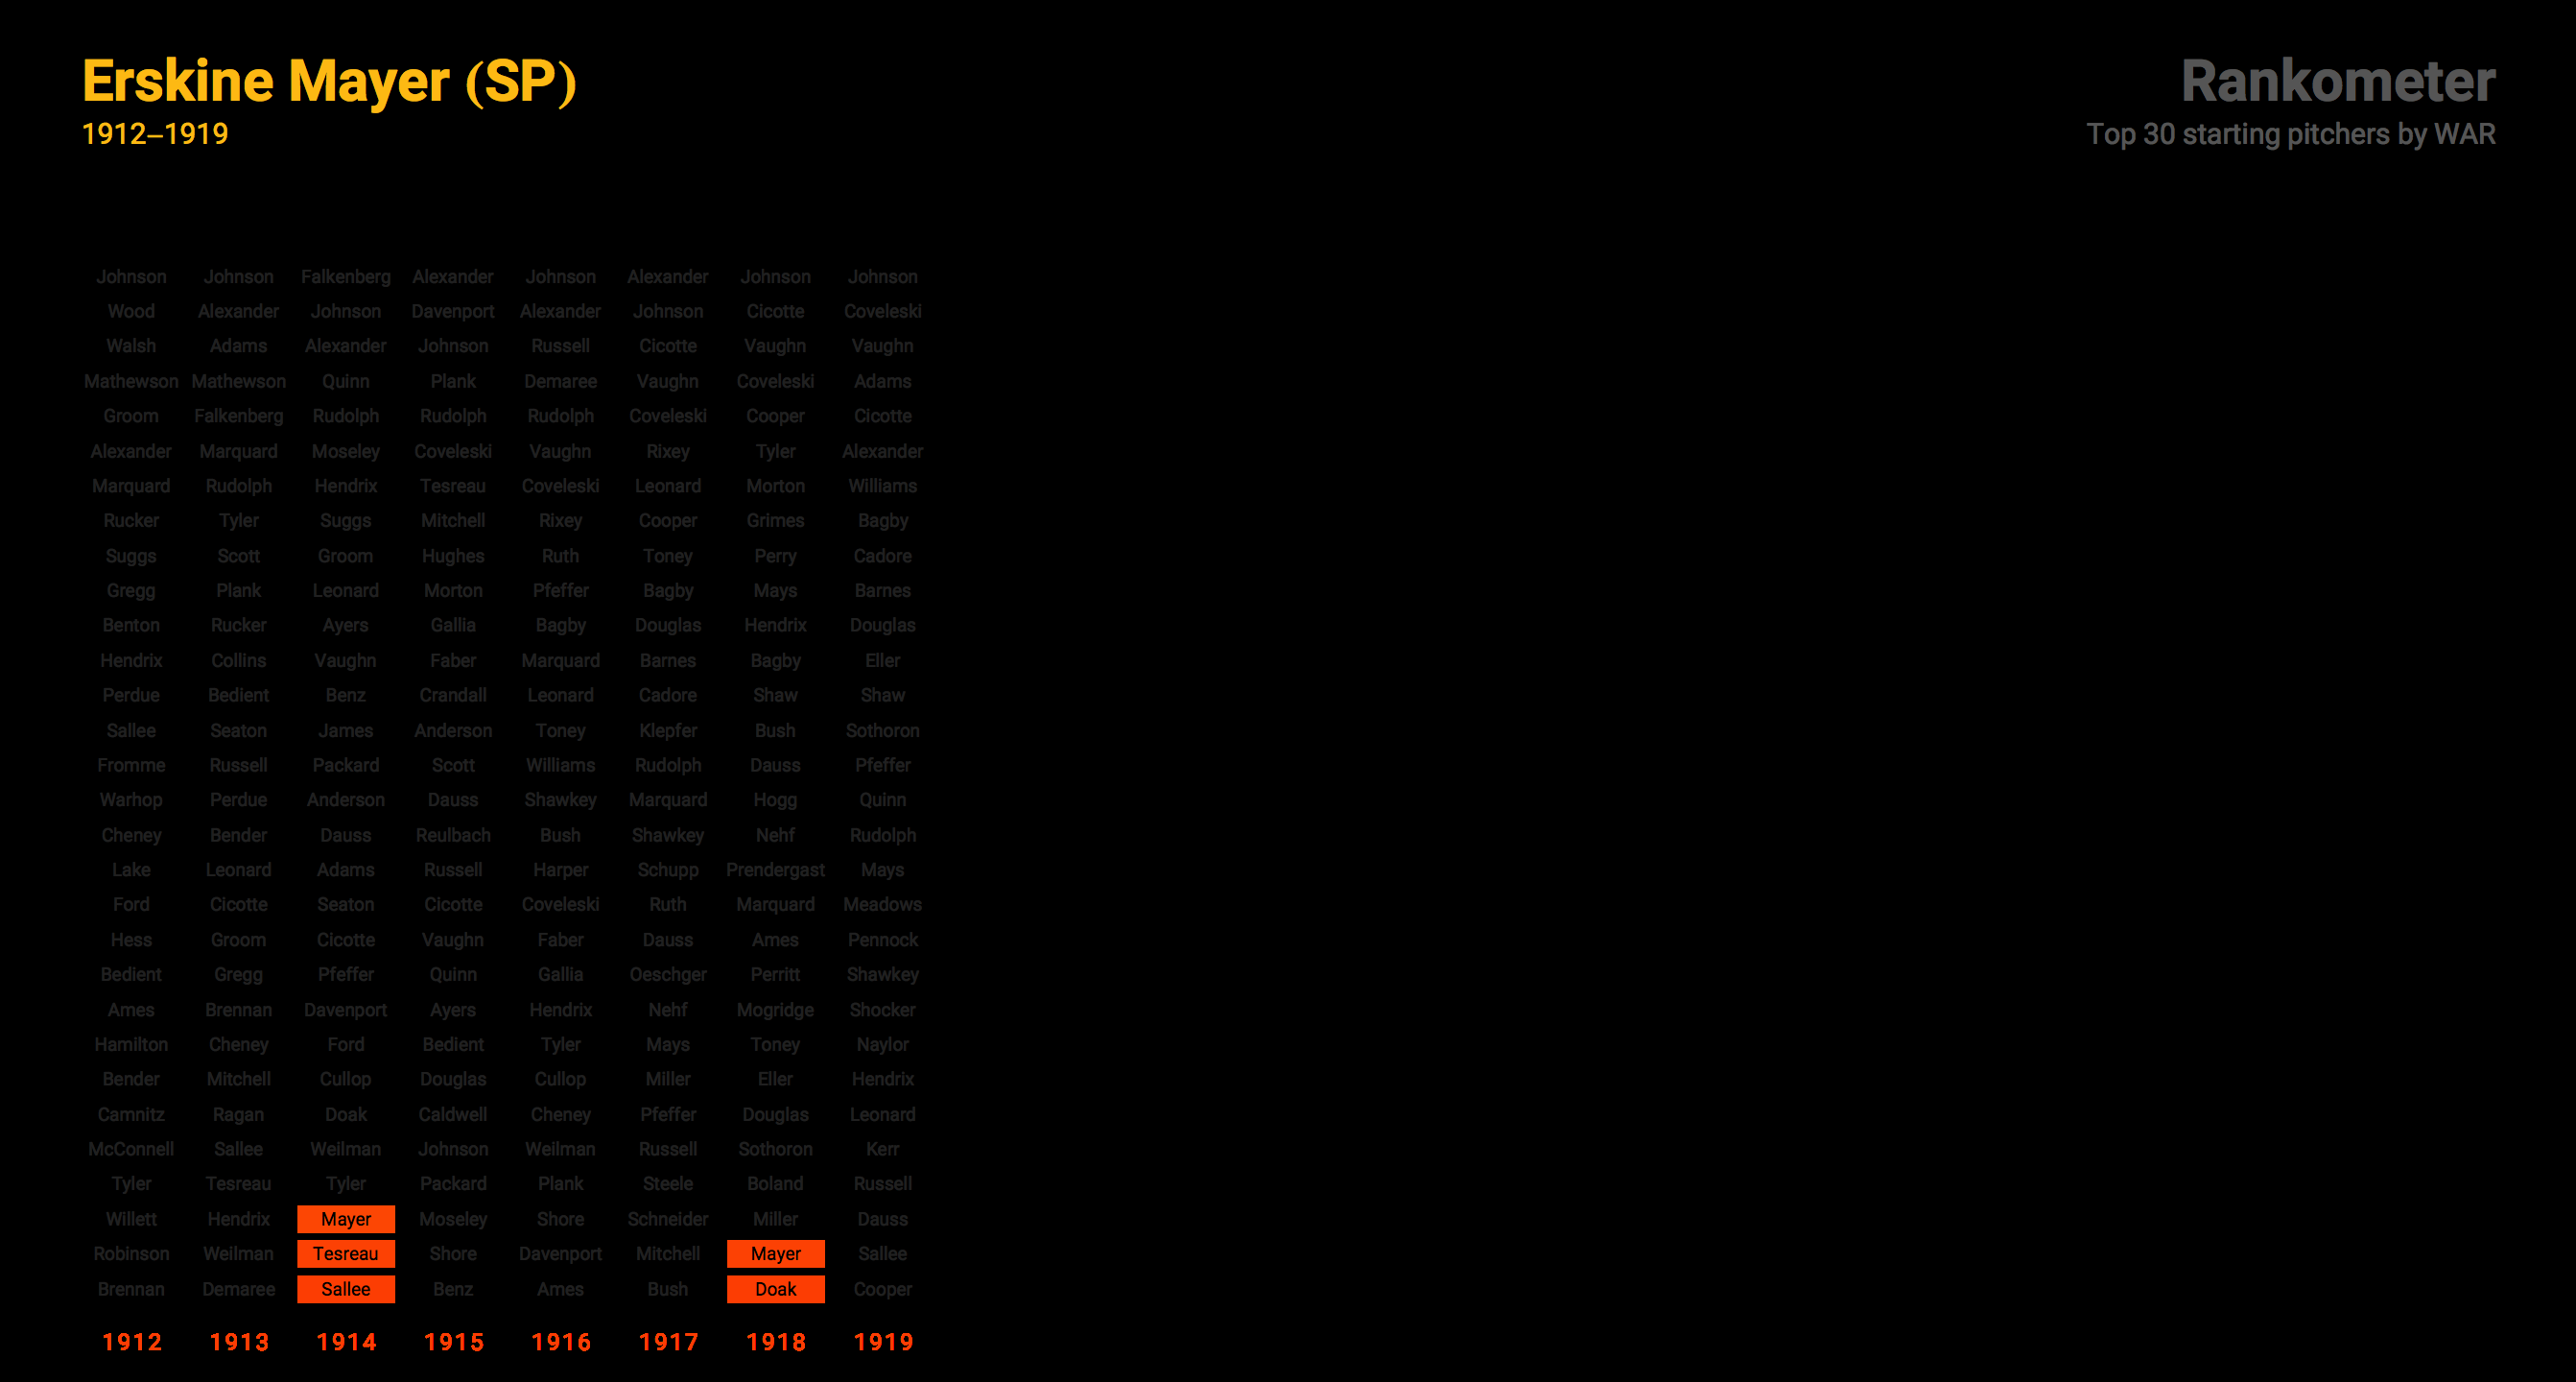 Erskine Mayer (SP)
1912–1919
Rankometer
Top 30 starting pitchers by WAR
Johnson Johnson Falkenberg Alexander Johnson Alexander Johnson Johnson
Wood Alexander Johnson Davenport Alexander Johnson Cicotte Coveleski
Walsh Adams Alexander Johnson Russell Cicotte Vaughn Vaughn
Mathewson Mathewson Quinn Plank Demaree Vaughn Coveleski Adams
Groom Falkenberg Rudolph Rudolph Rudolph Coveleski Cooper Cicotte
Alexander Marquard Moseley Coveleski Vaughn Rixey Tyler Alexander
Marquard Rudolph Hendrix Tesreau Coveleski Leonard Morton Williams
Rucker Tyler Suggs Mitchell Rixey Cooper Grimes Bagby
Suggs Scott Groom Hughes Ruth Toney Perry Cadore
Gregg Plank Leonard Morton Pfeffer Bagby Mays Barnes
Benton Rucker Ayers Gallia Bagby Douglas Hendrix Douglas
Hendrix Collins Vaughn Faber Marquard Barnes Bagby Eller
Perdue Bedient Benz Crandall Leonard Cadore Shaw Shaw
Sallee Seaton James Anderson Toney Klepfer Bush Sothoron
Fromme Russell Packard Scott Williams Rudolph Dauss Pfeffer
Warhop Perdue Anderson Dauss Shawkey Marquard Hogg Quinn
Cheney Bender Dauss Reulbach Bush Shawkey Nehf Rudolph
Lake Leonard Adams Russell Harper Schupp Prendergast Mays
Ford Cicotte Seaton Cicotte Coveleski Ruth Marquard Meadows
Hess Groom Cicotte Vaughn Faber Dauss Ames Pennock
Bedient Gregg Pfeffer Quinn Gallia Oeschger Perritt Shawkey
Ames Brennan Davenport Ayers Hendrix Nehf Mogridge Shocker
Hamilton Cheney Ford Bedient Tyler Mays Toney Naylor
Bender Mitchell Cullop Douglas Cullop Miller Eller Hendrix
Camnitz Ragan Doak Caldwell Cheney Pfeffer Douglas Leonard
McConnell Sallee Weilman Johnson Weilman Russell Sothoron Kerr
Tyler Tesreau Tyler Packard Plank Steele Boland Russell
Willett Hendrix Mayer Moseley Shore Schneider Miller Dauss
Robinson Weilman Tesreau Shore Davenport Mitchell Mayer Sallee
Brennan Demaree Sallee Benz Ames Bush Doak Cooper
1912 1913 1914 1915 1916 1917 1918 1919